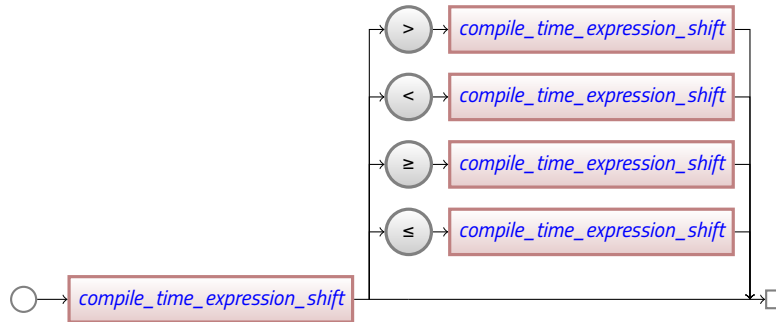 > compile_time_expression_shift
< compile_time_expression_shift
≥ compile_time_expression_shift
≤ compile_time_expression_shift
compile_time_expression_shift